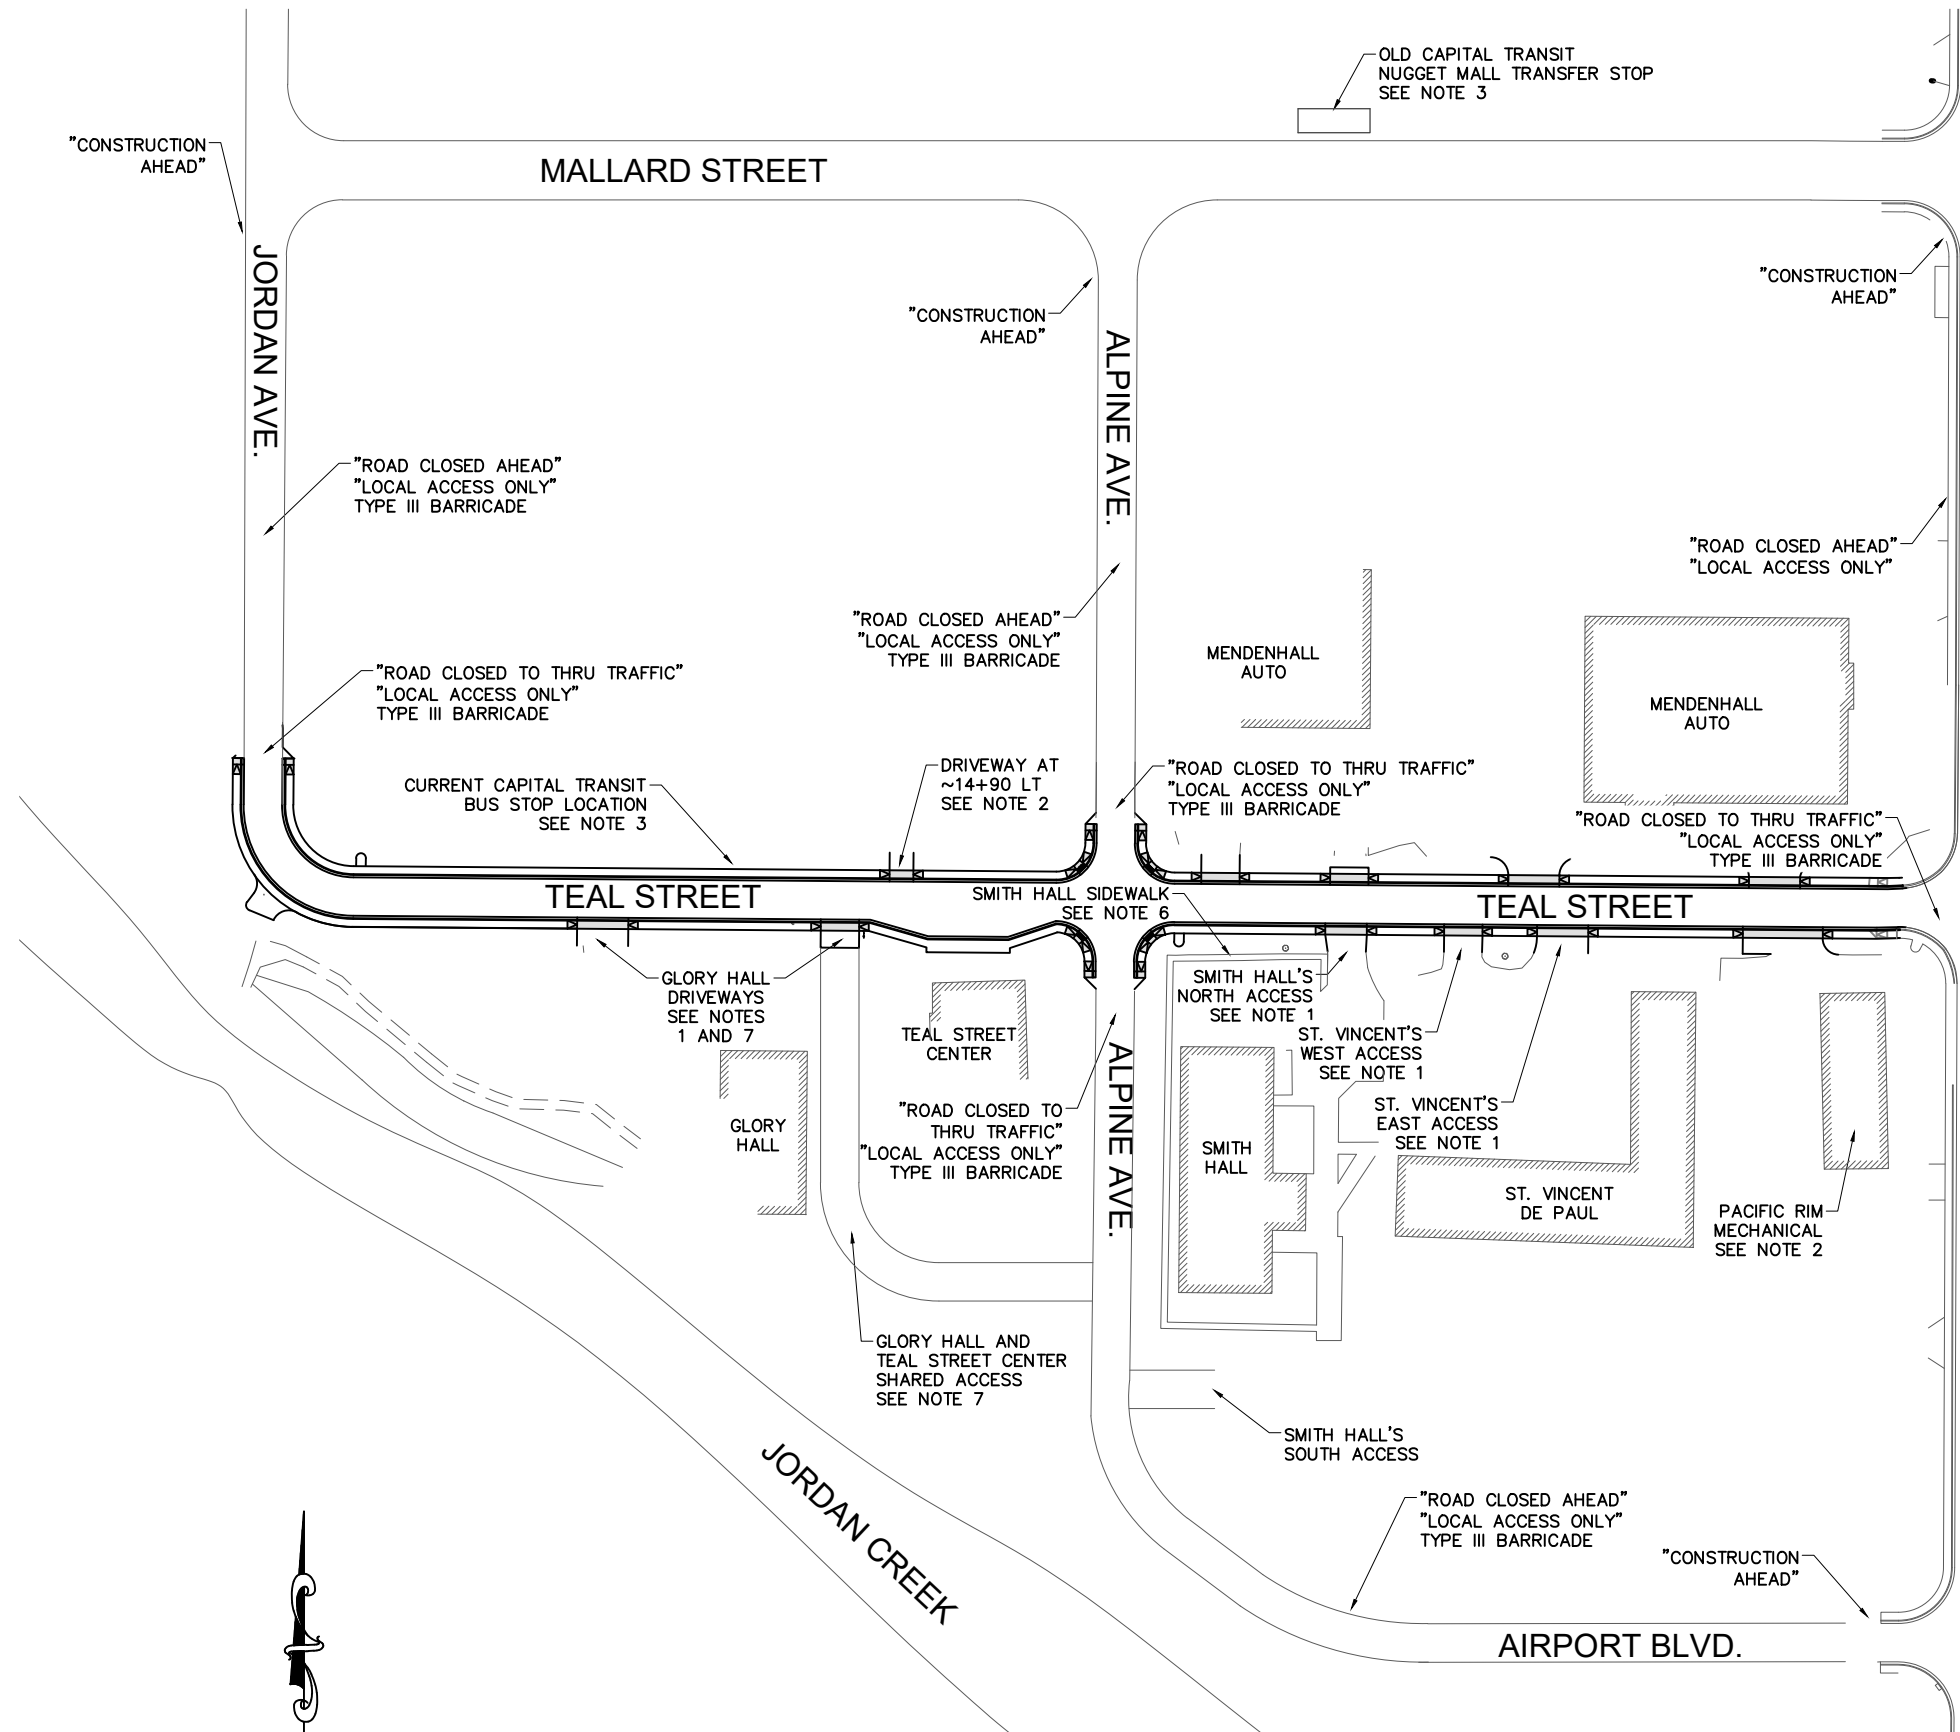 OLD CAPITAL TRANSIT
NUGGET MALL TRANSFER STOP
SEE NOTE 3
"CONSTRUCTION
AHEAD"
MALLARD STREET
JORDAN AVE.
"CONSTRUCTION
AHEAD"
ALPINE AVE.
"CONSTRUCTION
AHEAD"
"ROAD CLOSED AHEAD"
"LOCAL ACCESS ONLY"
TYPE III BARRICADE
"ROAD CLOSED AHEAD"
"LOCAL ACCESS ONLY"
"ROAD CLOSED AHEAD"
"LOCAL ACCESS ONLY"
TYPE III BARRICADE
MENDENHALL
AUTO
MENDENHALL
AUTO
"ROAD CLOSED TO THRU TRAFFIC"
"LOCAL ACCESS ONLY"
TYPE III BARRICADE
CURRENT CAPITAL TRANSIT
BUS STOP LOCATION
SEE NOTE 3
DRIVEWAY AT
~14+90 LT
SEE NOTE 2
"ROAD CLOSED TO THRU TRAFFIC"
"LOCAL ACCESS ONLY"
TYPE III BARRICADE
"ROAD CLOSED TO THRU TRAFFIC"
"LOCAL ACCESS ONLY"
TYPE III BARRICADE
TEAL STREET
SMITH HALL SIDEWALK
SEE NOTE 6
TEAL STREET
GLORY HALL
DRIVEWAYS
SEE NOTES
1 AND 7
TEAL STREET
CENTER
SMITH HALL'S
NORTH ACCESS
SEE NOTE 1
ST. VINCENT'S
WEST ACCESS
SEE NOTE 1
ST. VINCENT'S
EAST ACCESS
SEE NOTE 1
GLORY
HALL
"ROAD CLOSED TO
THRU TRAFFIC"
"LOCAL ACCESS ONLY"
TYPE III BARRICADE
ALPINE AVE.
SMITH
HALL
ST. VINCENT
DE PAUL
PACIFIC RIM
MECHANICAL
SEE NOTE 2
GLORY HALL AND
TEAL STREET CENTER
SHARED ACCESS
SEE NOTE 7
SMITH HALL'S
SOUTH ACCESS
JORDAN CREEK
"ROAD CLOSED AHEAD"
"LOCAL ACCESS ONLY"
TYPE III BARRICADE
"CONSTRUCTION
AHEAD"
AIRPORT BLVD.